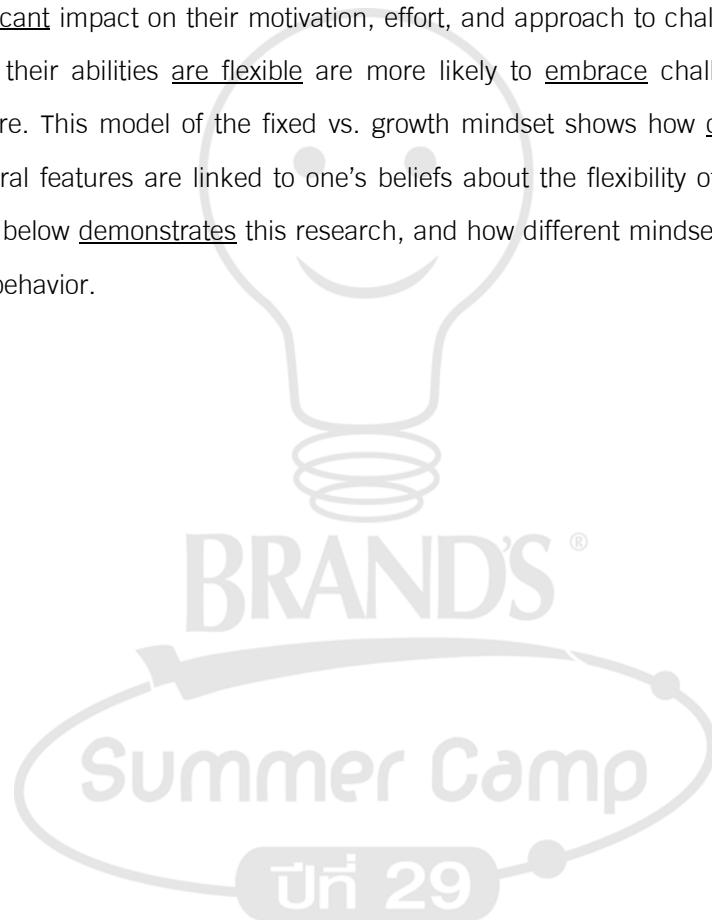 cant impact on their motivation, effort, and approach to chal
their abilities are flexible are more likely to embrace chall
re. This model of the fixed vs. growth mindset shows how
ral features are linked to one's beliefs about the flexibility o
below demonstrates this research, and how different mindse
behavior.
BRAND'S ®
Summer Camp
ปีที่ 29